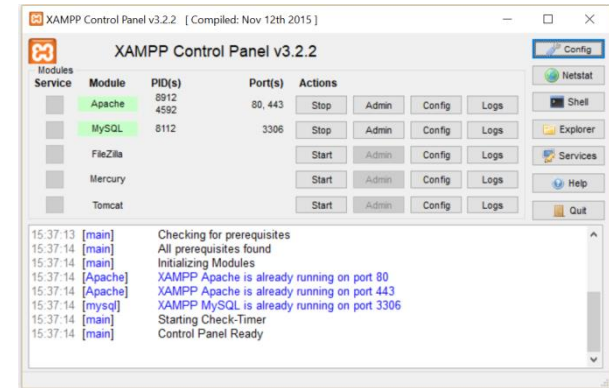 XAMPP Control Panel v3.2.2 [ Compiled: Nov 12th 2015 ]
XAMPP Control Panel v3.2.2
Config
Modules
Service Module PID(s) Port(s) Actions
Netstat
Apache 8912 4592 80, 443 Stop Admin Config Logs
Shell
MySQL 8112 3306 Stop Admin Config Logs
Explorer
FileZilla Start Admin Config Logs
Services
Mercury Start Admin Config Logs
Help
Tomcat Start Admin Config Logs
Quit
15:37:13 [main] Checking for prerequisites
15:37:14 [main] All prerequisites found
15:37:14 [main] Initializing Modules
15:37:14 [Apache] XAMPP Apache is already running on port 80
15:37:14 [Apache] XAMPP Apache is already running on port 443
15:37:14 [mysql] XAMPP MySQL is already running on port 3306
15:37:14 [main] Starting Check-Timer
15:37:14 [main] Control Panel Ready